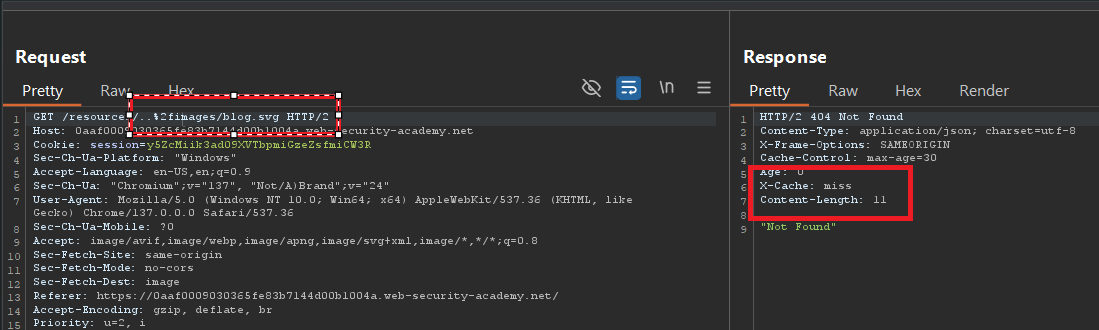 Request
Pretty Raw Hex \n
1 GET /resources/..%2fimages/blog.svg HTTP/2
2 Host: 0aaf0009030365fe83b7144d00b1004a.web-security-academy.net
3 Cookie: session=y5ZcMiik3ad09XVTbpmiGzeZsfmiCW3R
4 Sec-Ch-Ua-Platform: "Windows"
5 Accept-Language: en-US,en;q=0.9
6 Sec-Ch-Ua: "Chromium";v="137", "Not/A)Brand";v="24"
7 User-Agent: Mozilla/5.0 (Windows NT 10.0; Win64; x64) AppleWebKit/537.36 (KHTML, like
Gecko) Chrome/137.0.0.0 Safari/537.36
8 Sec-Ch-Ua-Mobile: ?0
9 Accept: image/avif,image/webp,image/apng,image/svg+xml,image/*,*/*;q=0.8
10 Sec-Fetch-Site: same-origin
11 Sec-Fetch-Mode: no-cors
12 Sec-Fetch-Dest: image
13 Referer: https://0aaf0009030365fe83b7144d00b1004a.web-security-academy.net/
14 Accept-Encoding: gzip, deflate, br
15 Priority: u=2, i
Response
Pretty Raw Hex Render
1 HTTP/2 404 Not Found
2 Content-Type: application/json; charset=utf-8
3 X-Frame-Options: SAMEORIGIN
4 Cache-Control: max-age=30
5 Age: 0
6 X-Cache: miss
7 Content-Length: 11
8
9 "Not Found"